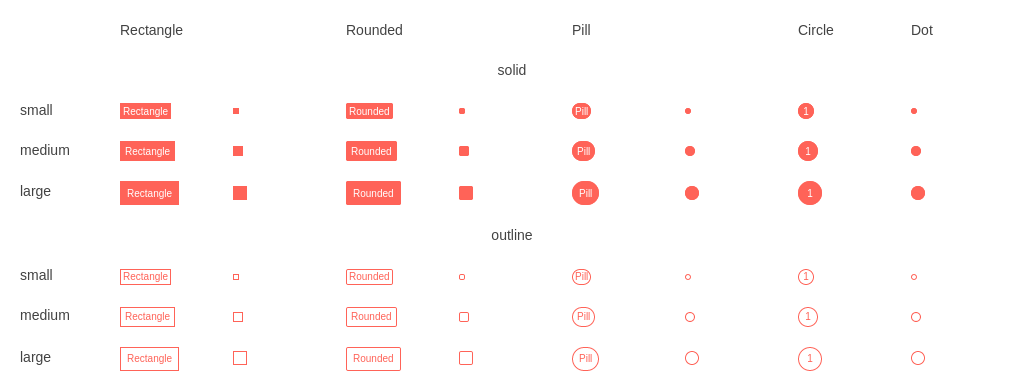 Rectangle Rounded Pill Circle Dot
solid
small Rectangle Rounded Pill 1
medium Rectangle Rounded Pill 1
large Rectangle Rounded Pill 1
outline
small Rectangle Rounded Pill 1
medium Rectangle Rounded Pill 1
large Rectangle Rounded Pill 1